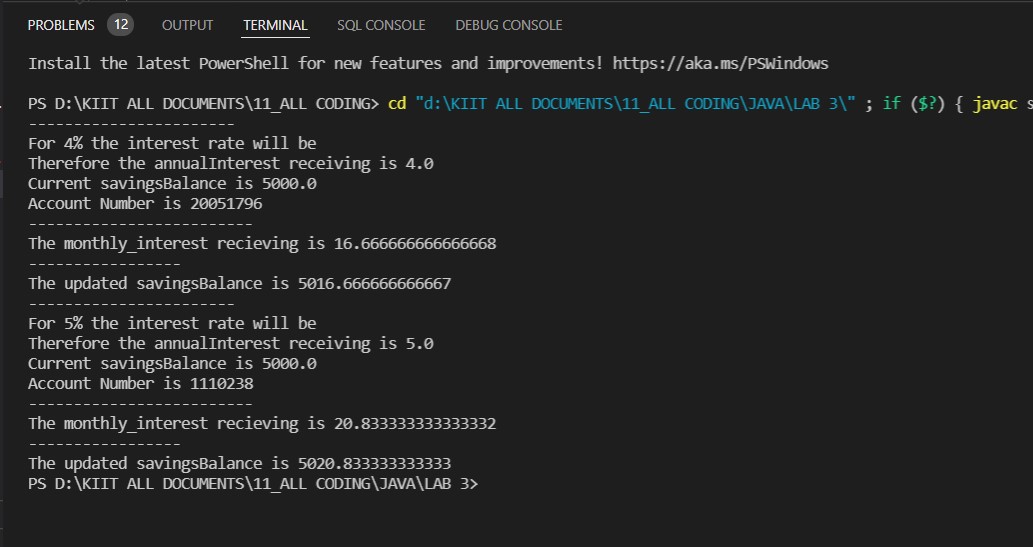 PROBLEMS 12 OUTPUT TERMINAL SQL CONSOLE DEBUG CONSOLE
Install the latest PowerShell for new features and improvements! https://aka.ms/PSWindows
PS D:\KIIT ALL DOCUMENTS\11_ALL CODING> cd "d:\KIIT ALL DOCUMENTS\11_ALL CODING\JAVA\LAB 3\" ; if ($?) { javac s
-----------------------
For 4% the interest rate will be
Therefore the annualInterest receiving is 4.0
Current savingsBalance is 5000.0
Account Number is 20051796
-------------------------
The monthly_interest recieving is 16.666666666666668
-----------------
The updated savingsBalance is 5016.666666666667
-----------------------
For 5% the interest rate will be
Therefore the annualInterest receiving is 5.0
Current savingsBalance is 5000.0
Account Number is 1110238
-------------------------
The monthly_interest recieving is 20.833333333333332
-----------------
The updated savingsBalance is 5020.833333333333
PS D:\KIIT ALL DOCUMENTS\11_ALL CODING\JAVA\LAB 3>